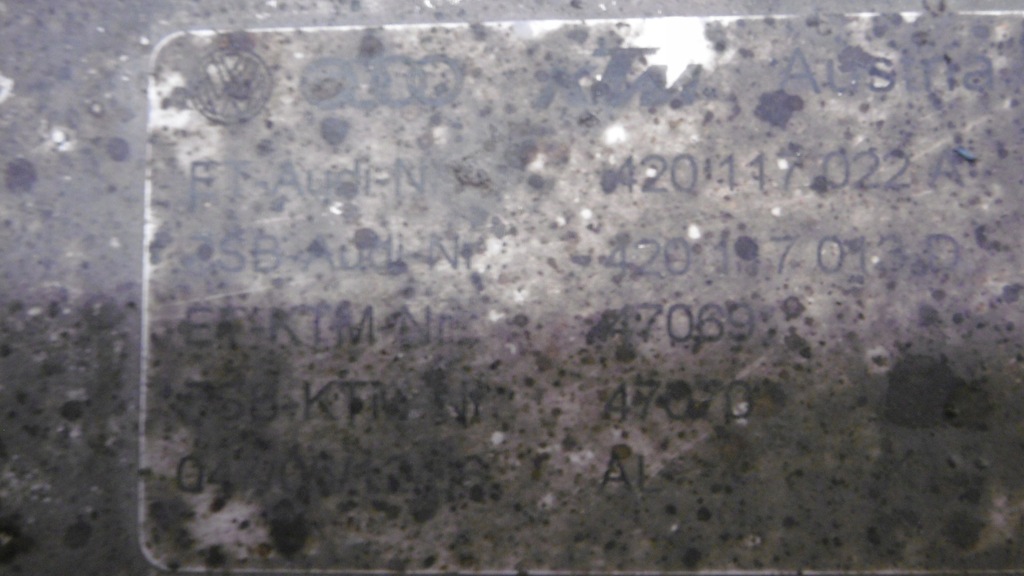 Austria
ET-Audi-Nr 420 117 022 A
ZSB-Audi-Nr 420 117 013 D
ET-KTM-Nr. 47069
ZSB-KTM-Nr 47070
AL